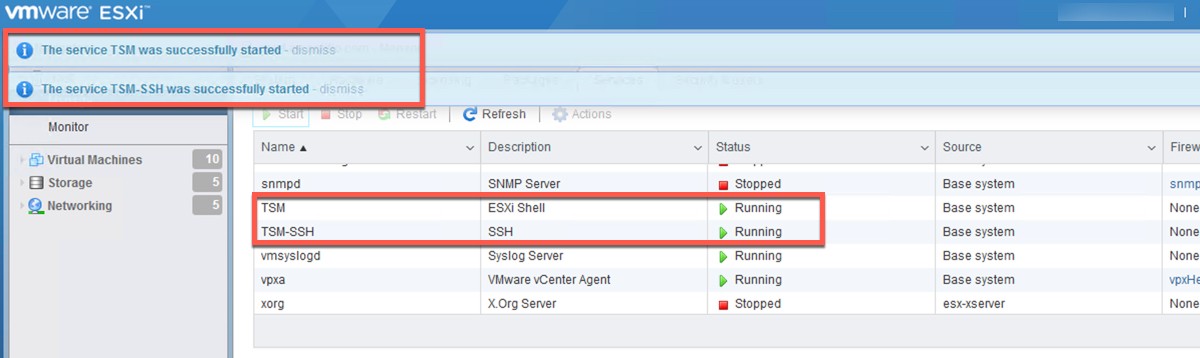 vmware ESXi
The service TSM was successfully started - dismiss
The service TSM-SSH was successfully started - dismiss
Services
Start Stop Restart Refresh Actions
Monitor
Virtual Machines 10
Storage 5
Networking 5
Name Description Status Source Firew
Stopped
snmpd SNMP Server Stopped Base system snmp
TSM ESXi Shell Running Base system None
TSM-SSH SSH Running Base system None
vmsyslogd Syslog Server Running Base system None
vpxa VMware vCenter Agent Running Base system vpxHe
xorg X.Org Server Stopped esx-xserver None